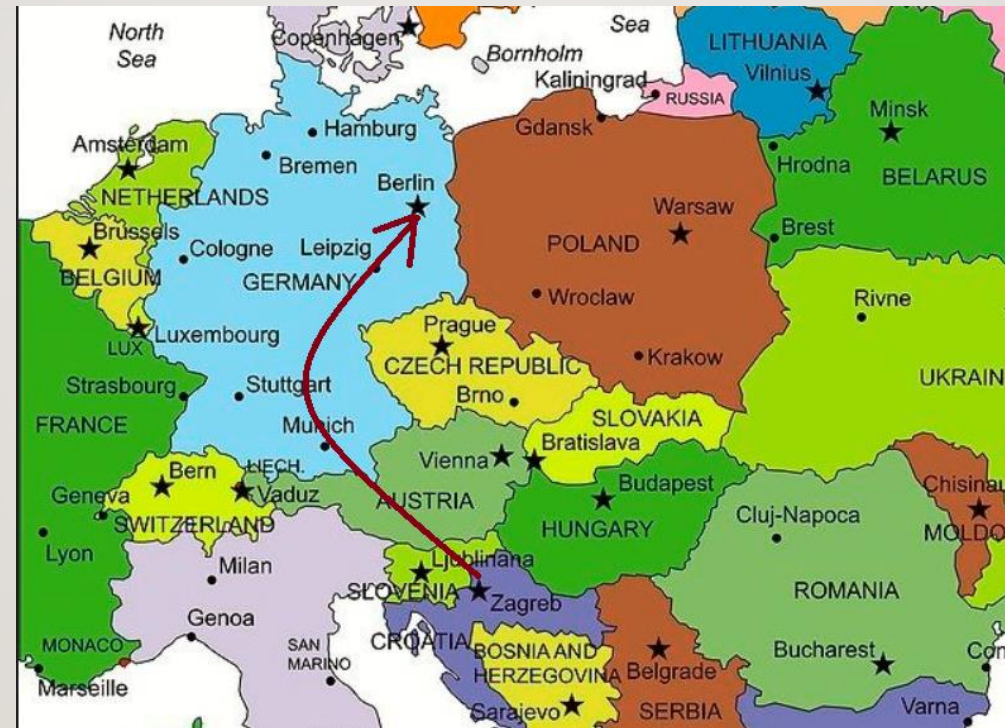 North
Sea
Copenhagen
Sea
Bornholm
LITHUANIA
Vilnius
Kaliningrad
RUSSIA
Minsk
Hamburg
Gdansk
Amsterdam
Bremen
Hrodna
BELARUS
Berlin
NETHERLANDS
Warsaw
Brussels
Brest
Cologne
Leipzig
POLAND
BELGIUM
GERMANY
Wroclaw
Rivne
Luxembourg
LUX
Prague
Krakow
CZECH REPUBLIC
Strasbourg
Stuttgart
UKRAIN
Brno
FRANCE
Munich
SLOVAKIA
Bratislava
Vienna
Bern
LIECH.
Vaduz
Geneva
AUSTRIA
Budapest
Chisinau
SWITZERLAND
HUNGARY
Cluj-Napoca
MOLDO
Lyon
Milan
Ljublinana
SLOVENIA
Zagreb
ROMANIA
Genoa
MONACO
SAN
MARINO
CROATIA
BOSNIA AND
HERZEGOVINA
Belgrade
Bucharest
Con
Marseille
Sarajevo
SERBIA
Varna